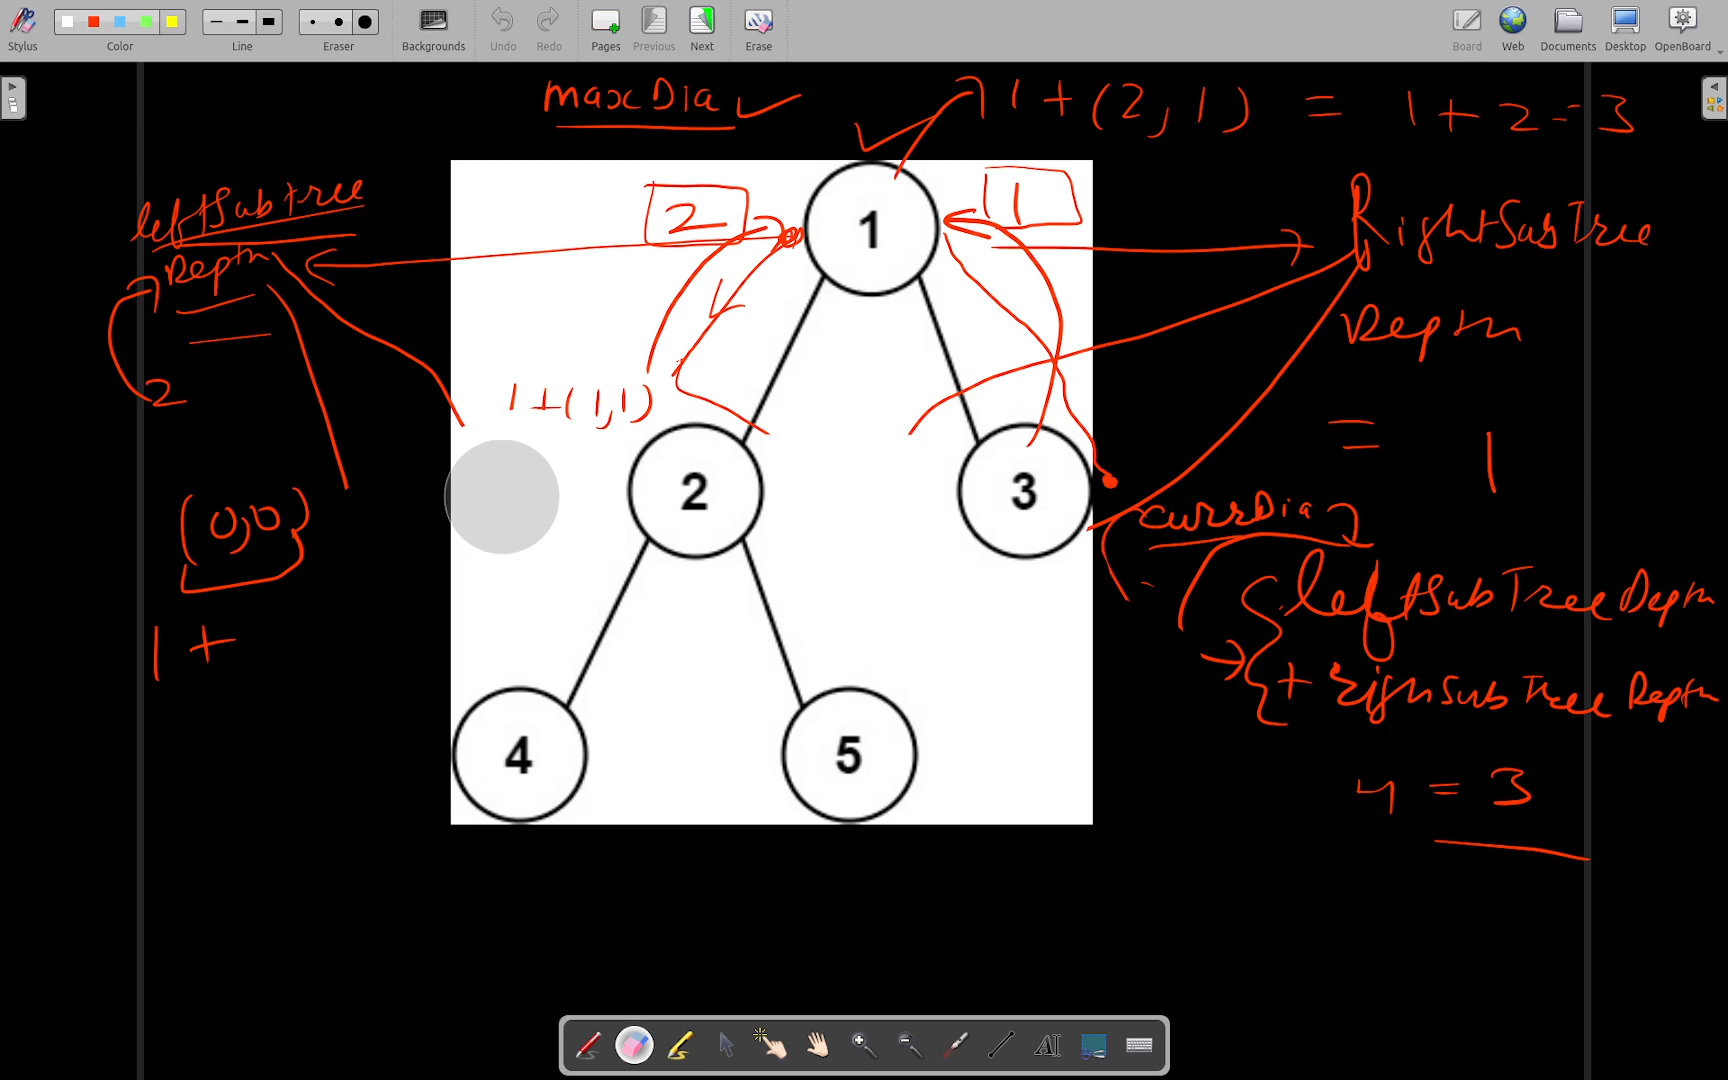 Stylus
Color
Line
Eraser
Backgrounds
Undo
Redo
Pages
Previous
Next
Erase
Board
Web
Documents
Desktop
OpenBoard
maxDia
1 + (2, 1) = 1 + 2 = 3
leftSubtree
Depth
2
2
1
1
RightSubTree
Depth
= 1
1 + (1, 1)
2
3
(0,0)
1 +
currDia
leftSubTreeDepth
+ righSubTreeDepth
4
5
4 = 3
AI